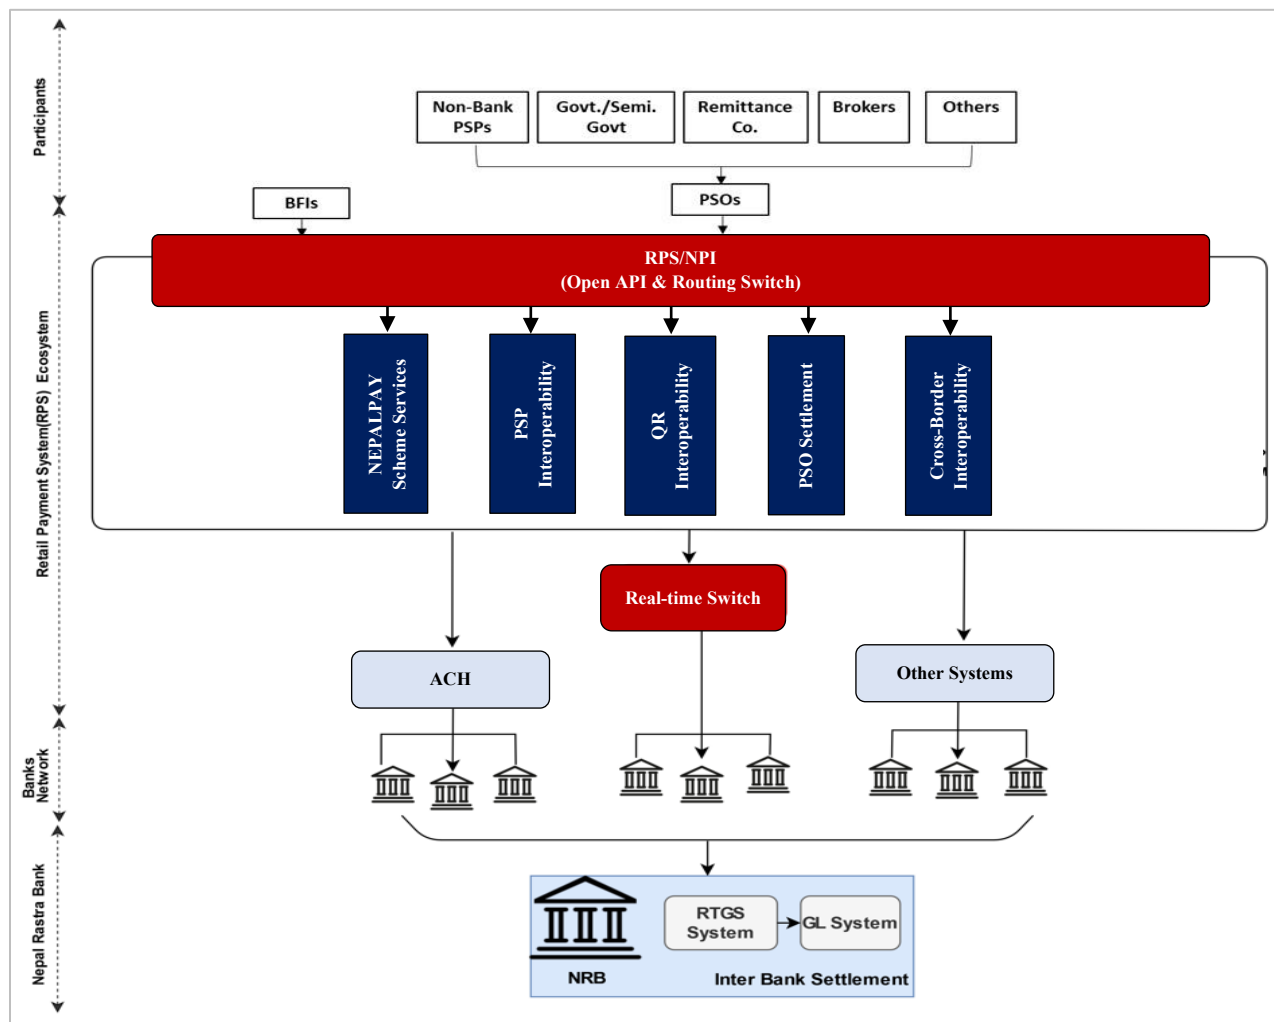 Participants
Non-Bank
PSPs
Govt./Semi.
Govt
Remittance
Co.
Brokers
Others
BFIs
PSOs
Retail Payment System(RPS) Ecosystem
RPS/NPI
(Open API & Routing Switch)
NEPALPAY
Scheme Services
PSP
Interoperability
QR
Interoperability
PSO Settlement
Cross-Border
Interoperability
Real-time Switch
ACH
Other Systems
Banks
Network
Nepal Rastra Bank
NRB
RTGS
System
GL System
Inter Bank Settlement